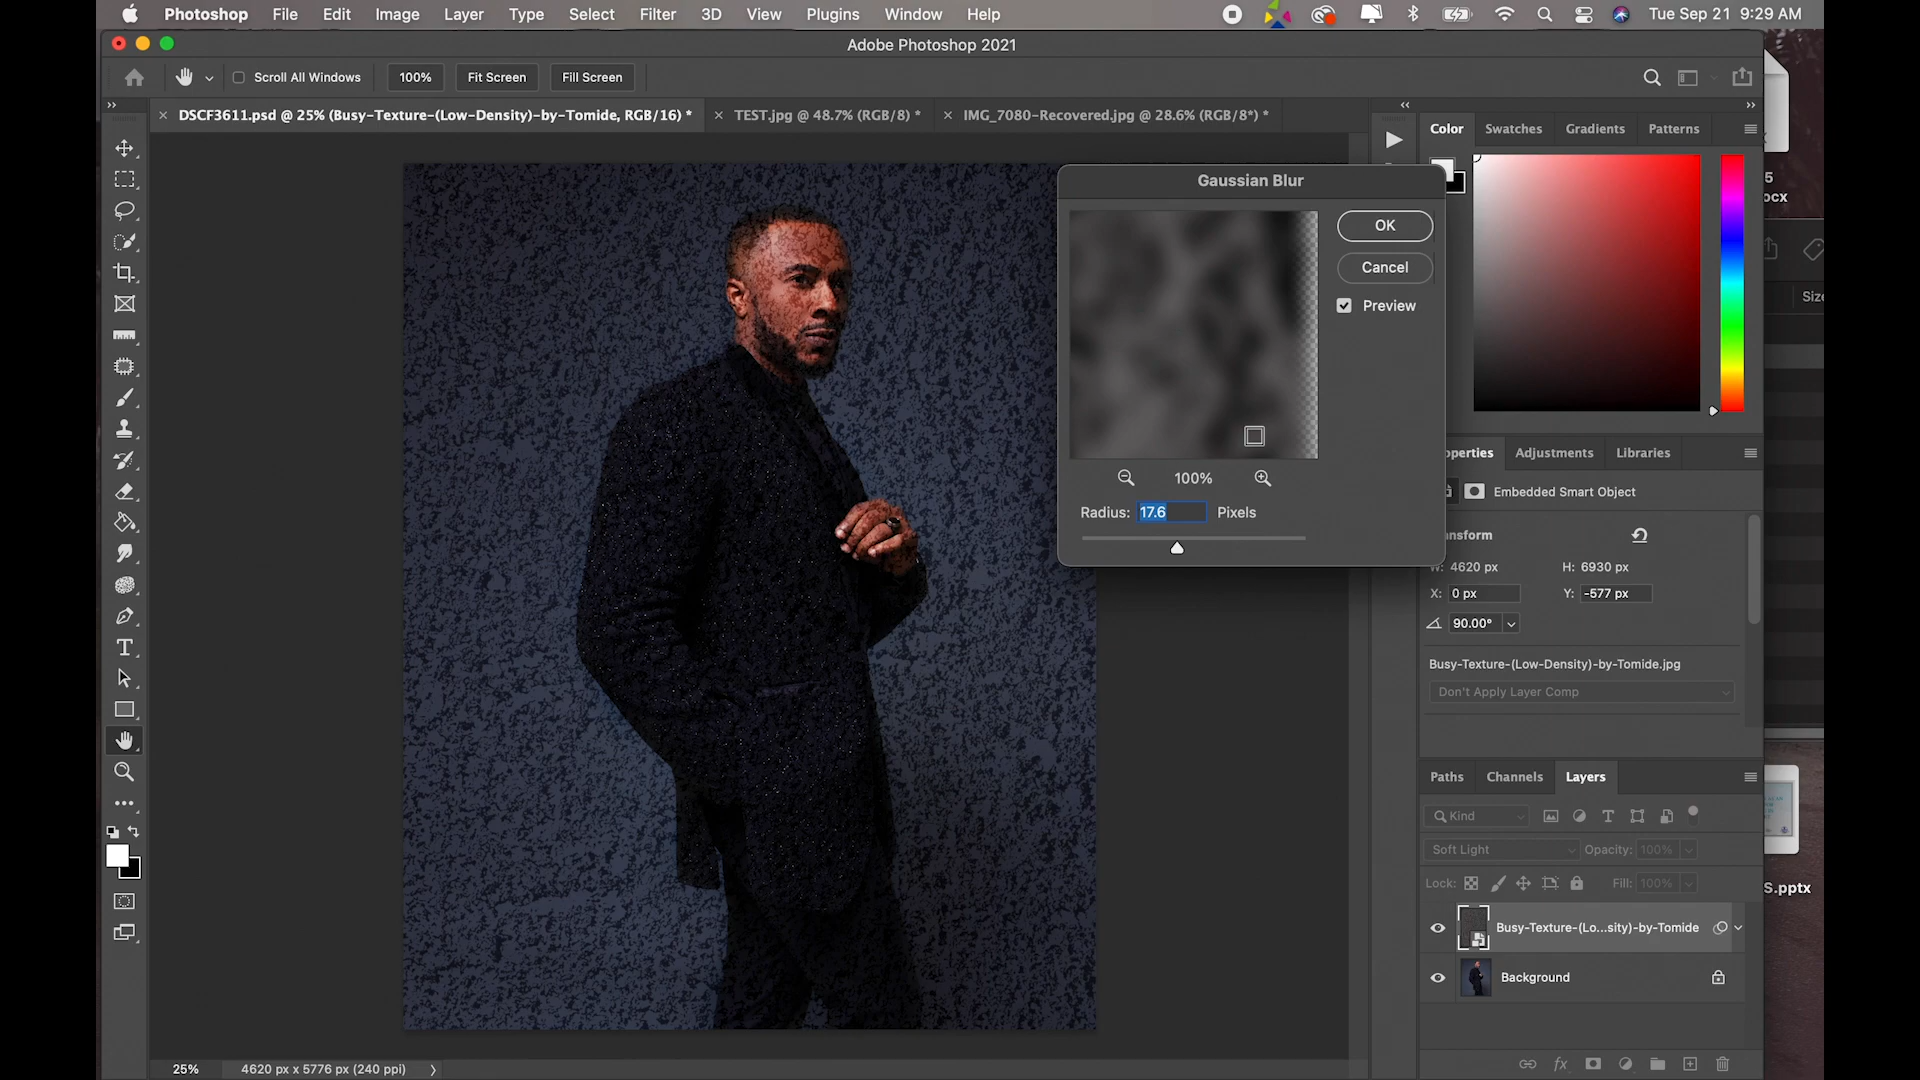 Photoshop File Edit Image Layer Type Select Filter 3D View Plugins Window Help Tue Sep 21 9:29 AM
Adobe Photoshop 2021
Scroll All Windows 100% Fit Screen Fill Screen
DSCF3611.psd @ 25% (Busy-Texture-(Low-Density)-by-Tomide, RGB/16) * TEST.jpg @ 48.7% (RGB/8) * IMG_7080-Recovered.jpg @ 28.6% (RGB/8*) *
Color Swatches Gradients Patterns
Gaussian Blur
OK
Cancel
Preview
100%
Radius: 17.6 Pixels
5
ocx
Size
operties Adjustments Libraries
Embedded Smart Object
ansform
W: 4620 px H: 6930 px
X: 0 px Y: -577 px
90.00°
Busy-Texture-(Low-Density)-by-Tomide.jpg
Don't Apply Layer Comp
Paths Channels Layers
Kind
Soft Light Opacity: 100%
Lock: Fill: 100%
S.pptx
Busy-Texture-(Lo...sity)-by-Tomide
Background
fx
25% 4620 px x 5776 px (240 ppi)